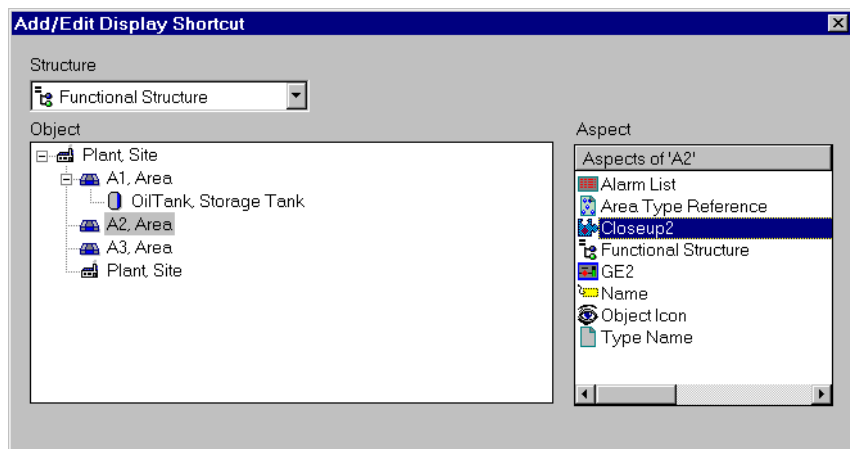 Add/Edit Display Shortcut
Structure
Functional Structure
Object
Plant, Site
A1, Area
OilTank, Storage Tank
A2, Area
A3, Area
Plant, Site
Aspect
Aspects of 'A2'
Alarm List
Area Type Reference
Closeup2
Functional Structure
GE2
Name
Object Icon
Type Name